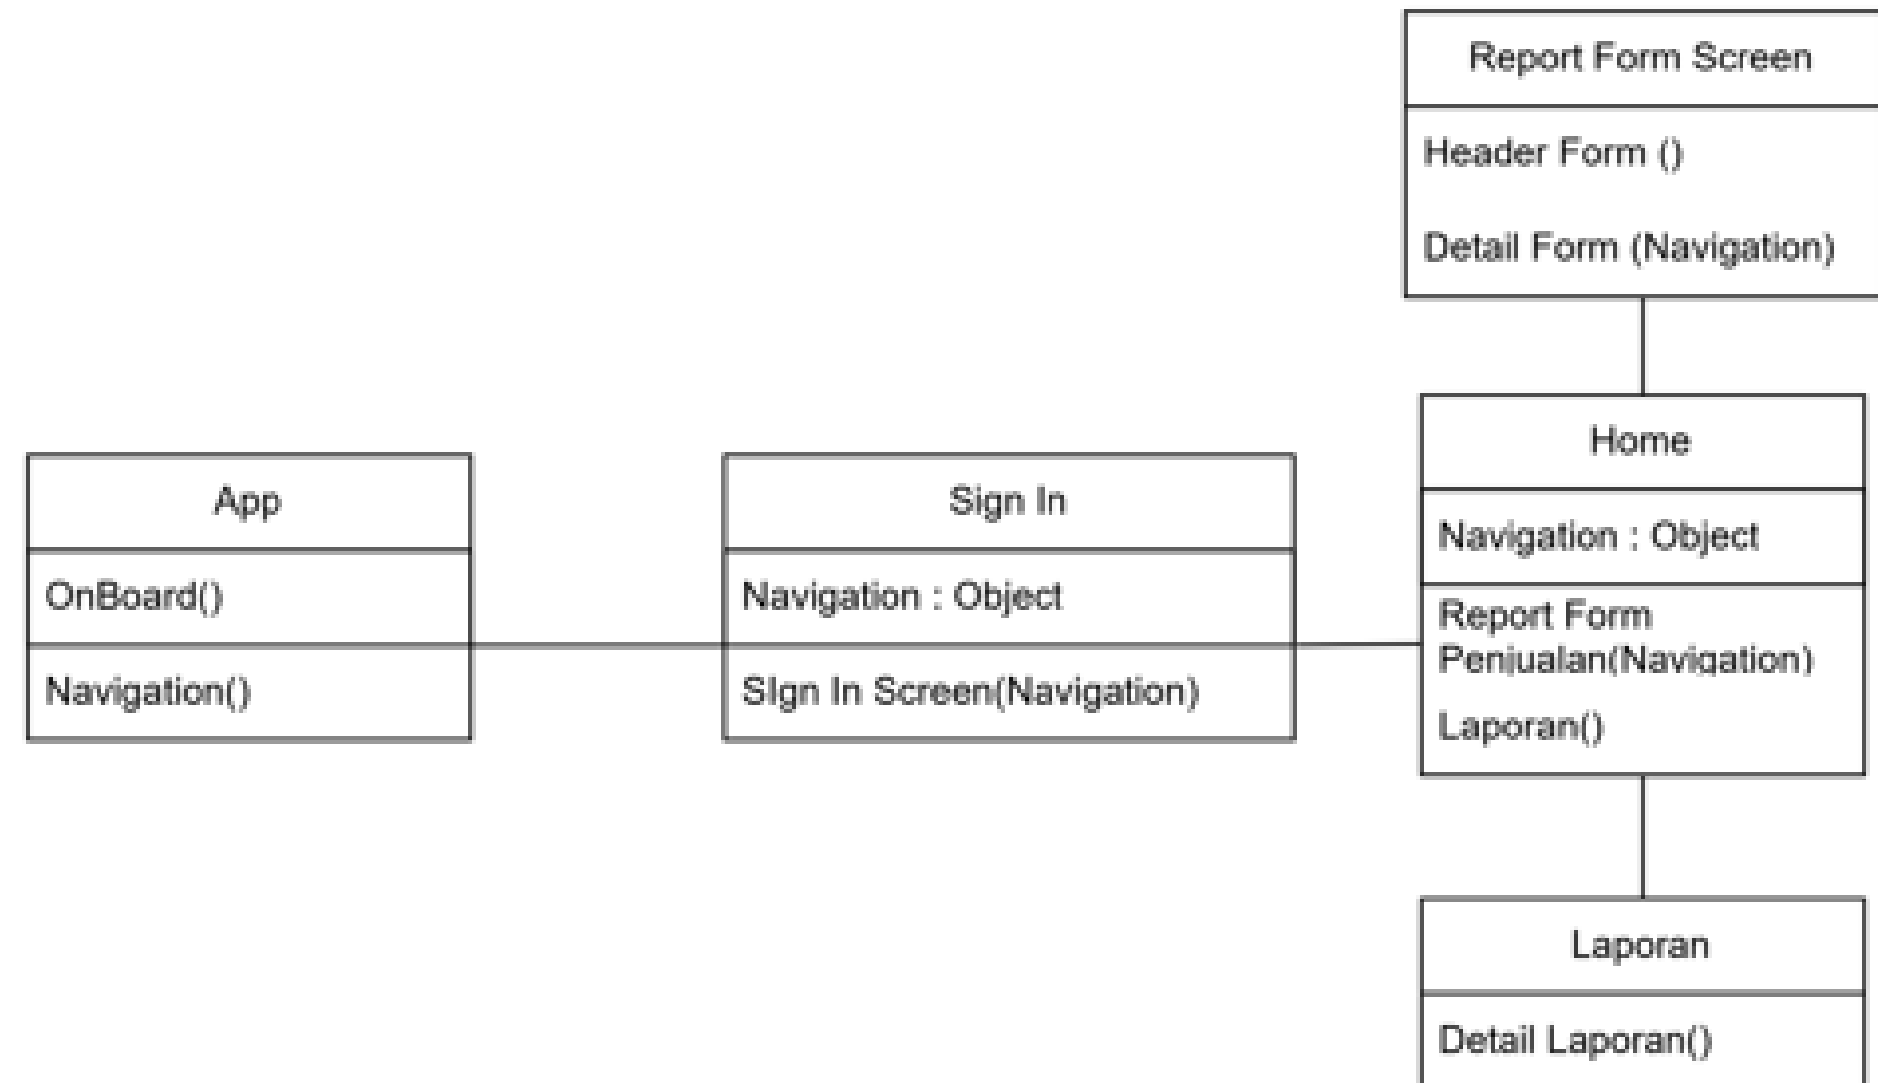 Report Form Screen
Header Form ()
Detail Form (Navigation)
App
OnBoard()
Navigation()
Sign In
Navigation : Object
SIgn In Screen(Navigation)
Home
Navigation : Object
Report Form
Penjualan(Navigation)
Laporan()
Laporan
Detail Laporan()